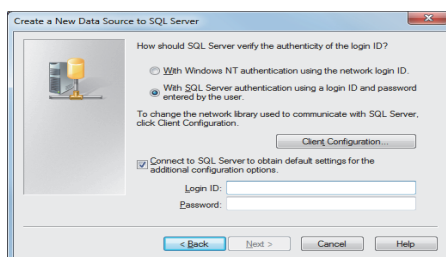 Create a New Data Source to SQL Server
How should SQL Server verify the authenticity of the login ID?
With Windows NT authentication using the network login ID.
With SQL Server authentication using a login ID and password
entered by the user.
To change the network library used to communicate with SQL Server,
click Client Configuration.
Client Configuration...
Connect to SQL Server to obtain default settings for the
additional configuration options.
Login ID:
Password:
< Back Next > Cancel Help